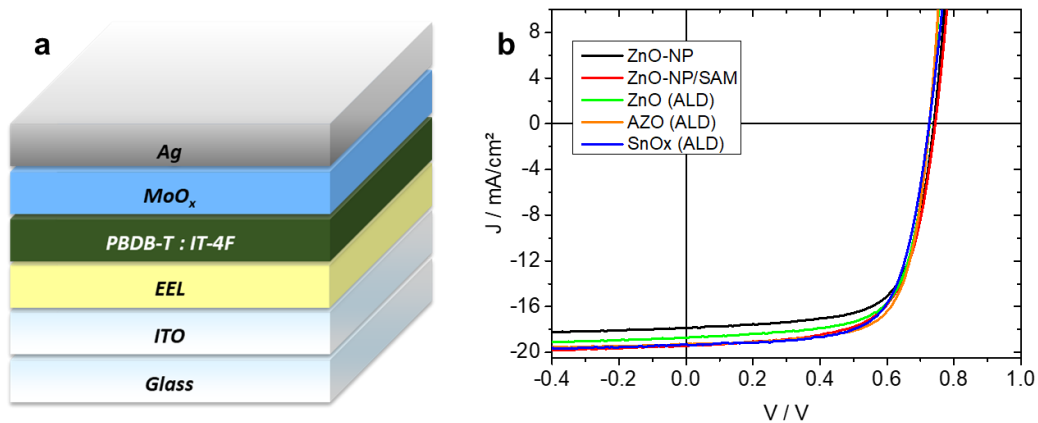 a
Ag
MoOₓ
PBDB-T : IT-4F
EEL
ITO
Glass
b
ZnO-NP
ZnO-NP/SAM
ZnO (ALD)
AZO (ALD)
SnOx (ALD)
8
4
0
-4
-8
-12
-16
-20
J / mA/cm²
-0.4 -0.2 0.0 0.2 0.4 0.6 0.8 1.0
V / V